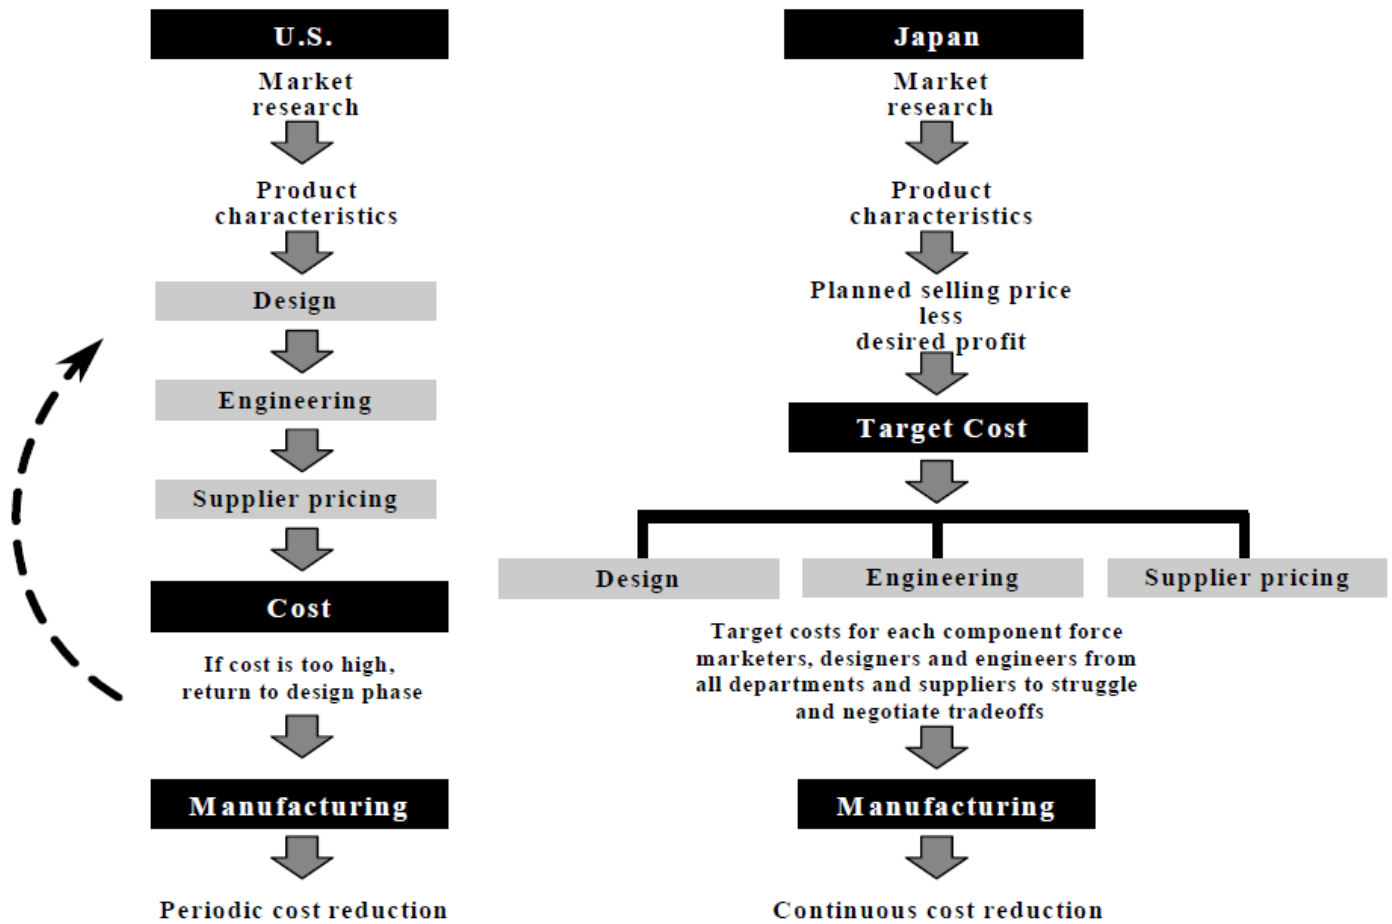 U.S.
Market
research
Product
characteristics
Design
Engineering
Supplier pricing
Cost
If cost is too high,
return to design phase
Manufacturing
Periodic cost reduction
Japan
Market
research
Product
characteristics
Planned selling price
less
desired profit
Target Cost
Design
Engineering
Supplier pricing
Target costs for each component force
marketers, designers and engineers from
all departments and suppliers to struggle
and negotiate tradeoffs
Manufacturing
Continuous cost reduction